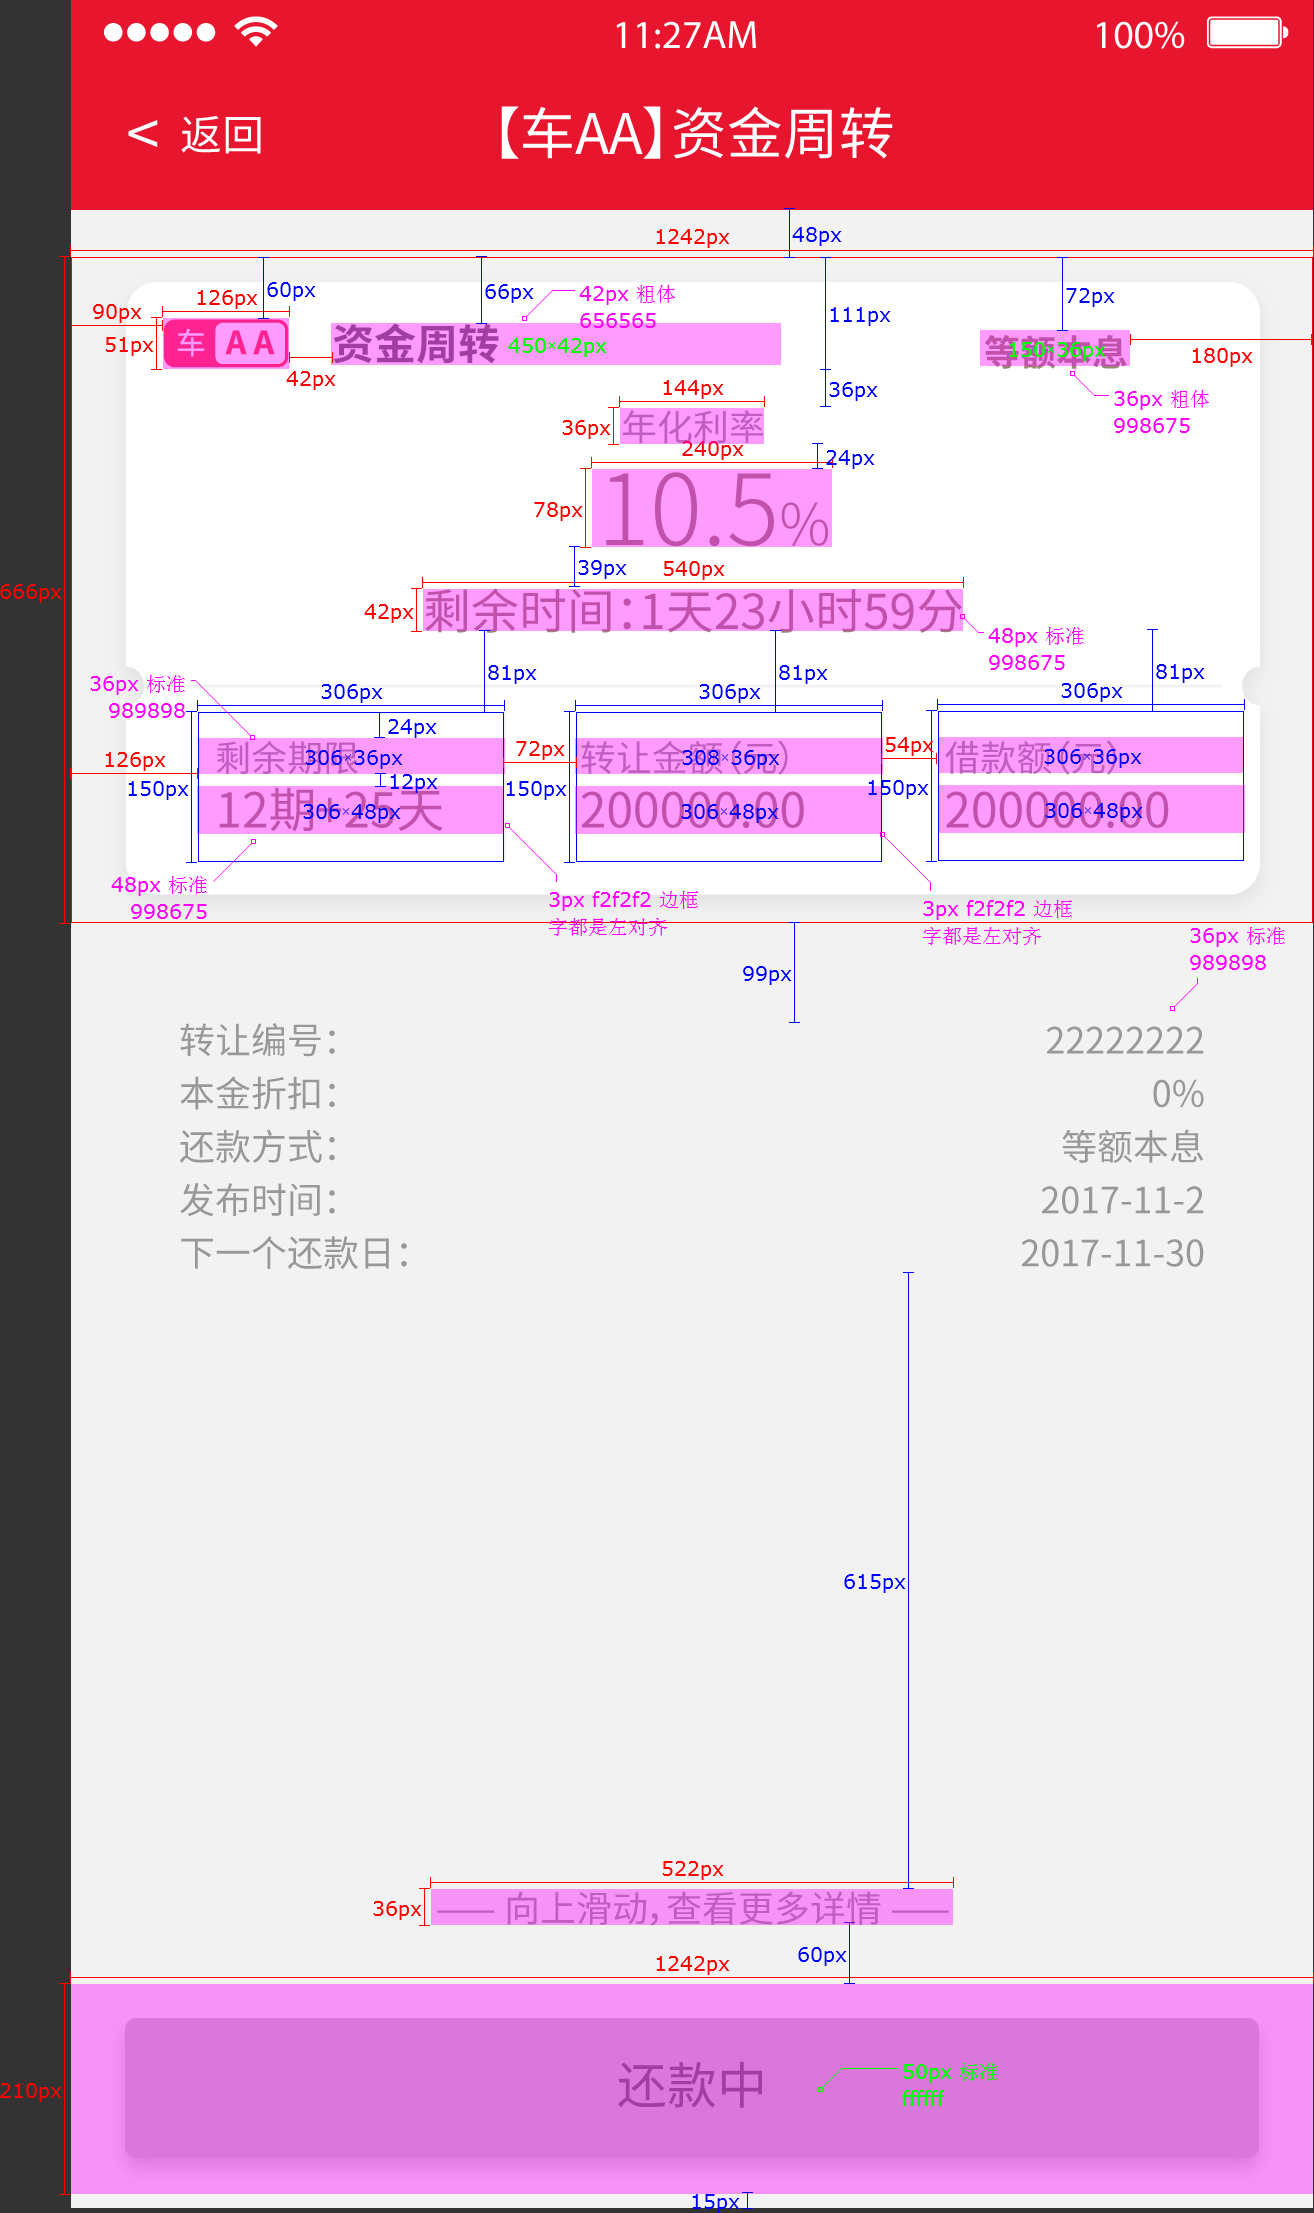 11:27AM
100%
< 返回
【车AA】资金周转
1242px
48px
126px
60px
66px
42px 粗体
656565
72px
90px
111px
51px
车 AA
资金周转
450×42px
等额本息
150×36px
180px
42px
144px
36px
36px 粗体
998675
36px
年化利率
240px
24px
78px
10.5%
39px
540px
666px
42px
剩余时间：1天23小时59分
48px 标准
998675
81px
81px
81px
36px 标准
989898
306px
306px
306px
24px
126px
剩余期限
306×36px
72px
转让金额（元）
308×36px
54px
借款额（元）
306×36px
150px
12px
150px
150px
12期+25天
306×48px
200000.00
306×48px
200000.00
306×48px
48px 标准
998675
3px f2f2f2 边框
字都是左对齐
3px f2f2f2 边框
字都是左对齐
36px 标准
989898
99px
转让编号： 22222222
本金折扣： 0%
还款方式： 等额本息
发布时间： 2017-11-2
下一个还款日： 2017-11-30
615px
522px
36px
—— 向上滑动，查看更多详情 ——
60px
1242px
210px
还款中
50px 标准
ffffff
15px